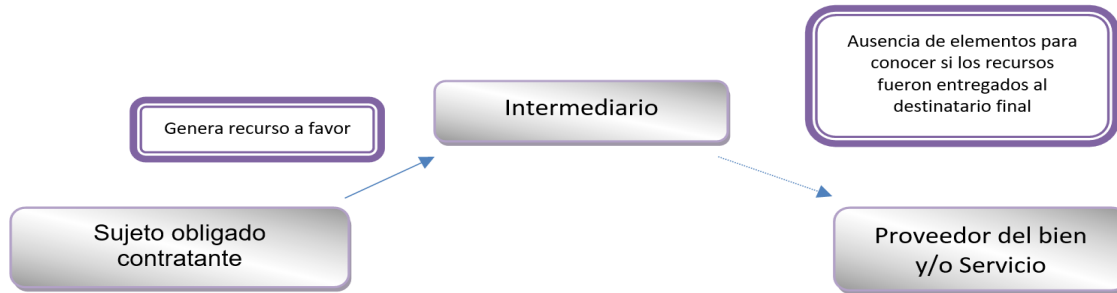 Ausencia de elementos para
conocer si los recursos
fueron entregados al
destinatario final
Intermediario
Genera recurso a favor
Sujeto obligado
contratante
Proveedor del bien
y/o Servicio